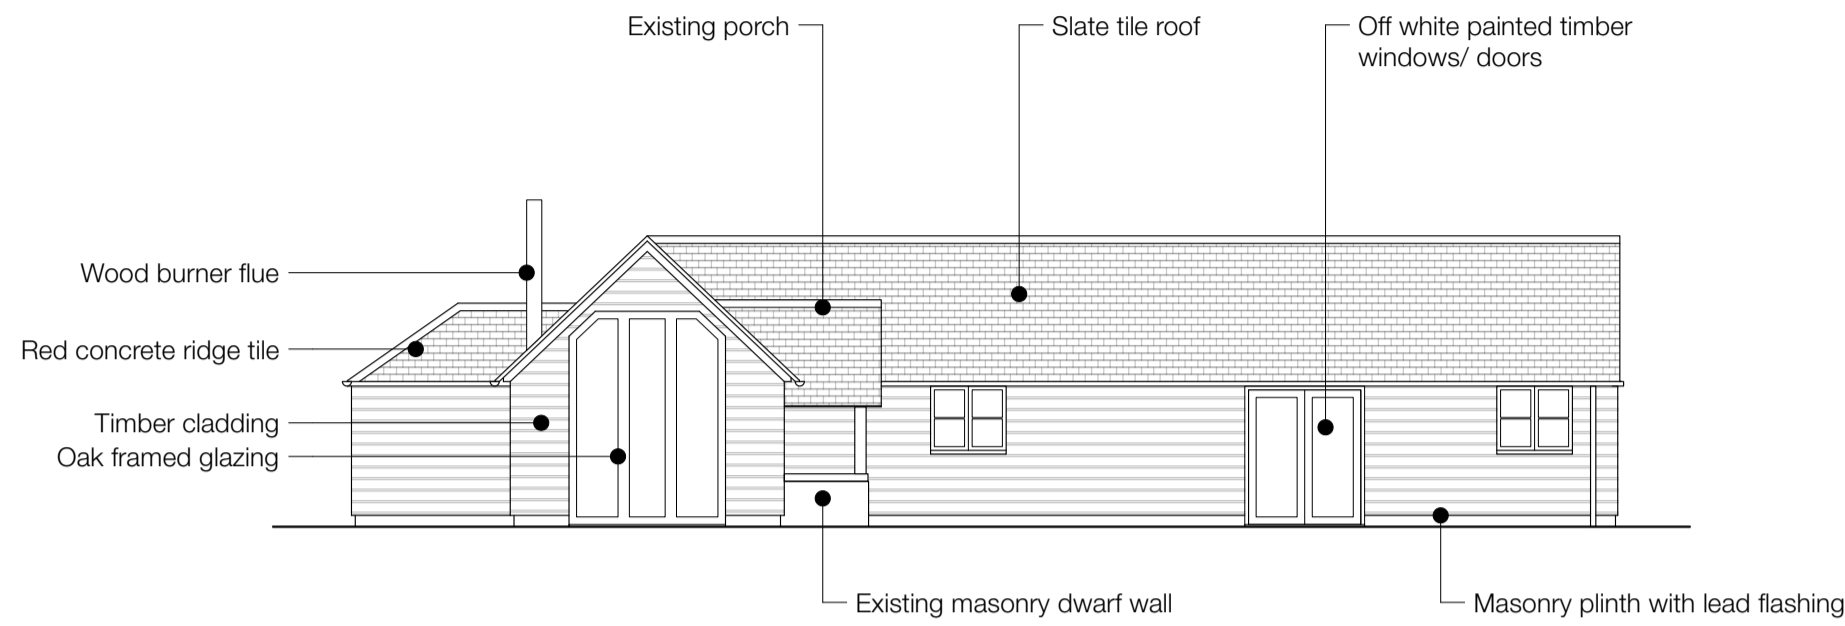 Existing porch
Slate tile roof
Off white painted timber
windows/ doors
Wood burner flue
Red concrete ridge tile
Timber cladding
Oak framed glazing
Existing masonry dwarf wall
Masonry plinth with lead flashing